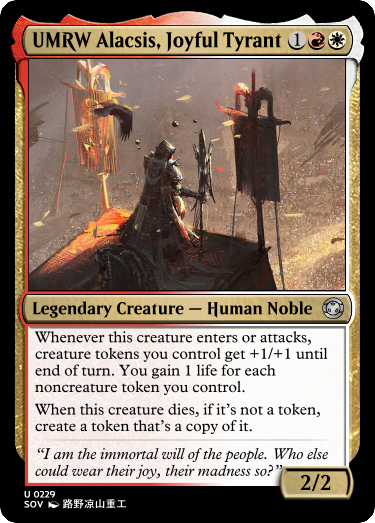 UMRW Alacsis, Joyful Tyrant 1
Legendary Creature — Human Noble
Whenever this creature enters or attacks,
creature tokens you control get +1/+1 until
end of turn. You gain 1 life for each
noncreature token you control.
When this creature dies, if it's not a token,
create a token that's a copy of it.
“I am the immortal will of the people. Who else
could wear their joy, their madness so?”
2/2
U 0229
SOV 路野凉山重工